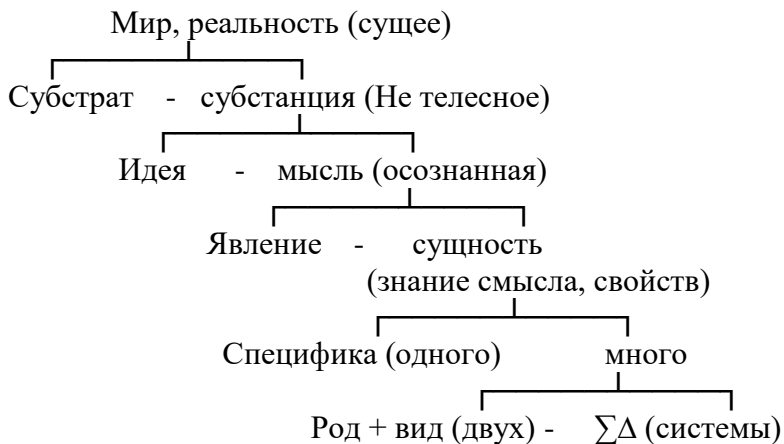 Мир, реальность (сущее)
Субстрат - субстанция (Не телесное)
Идея - мысль (осознанная)
Явление - сущность
(знание смысла, свойств)
Специфика (одного) много
Род + вид (двух) - ∑∆ (системы)